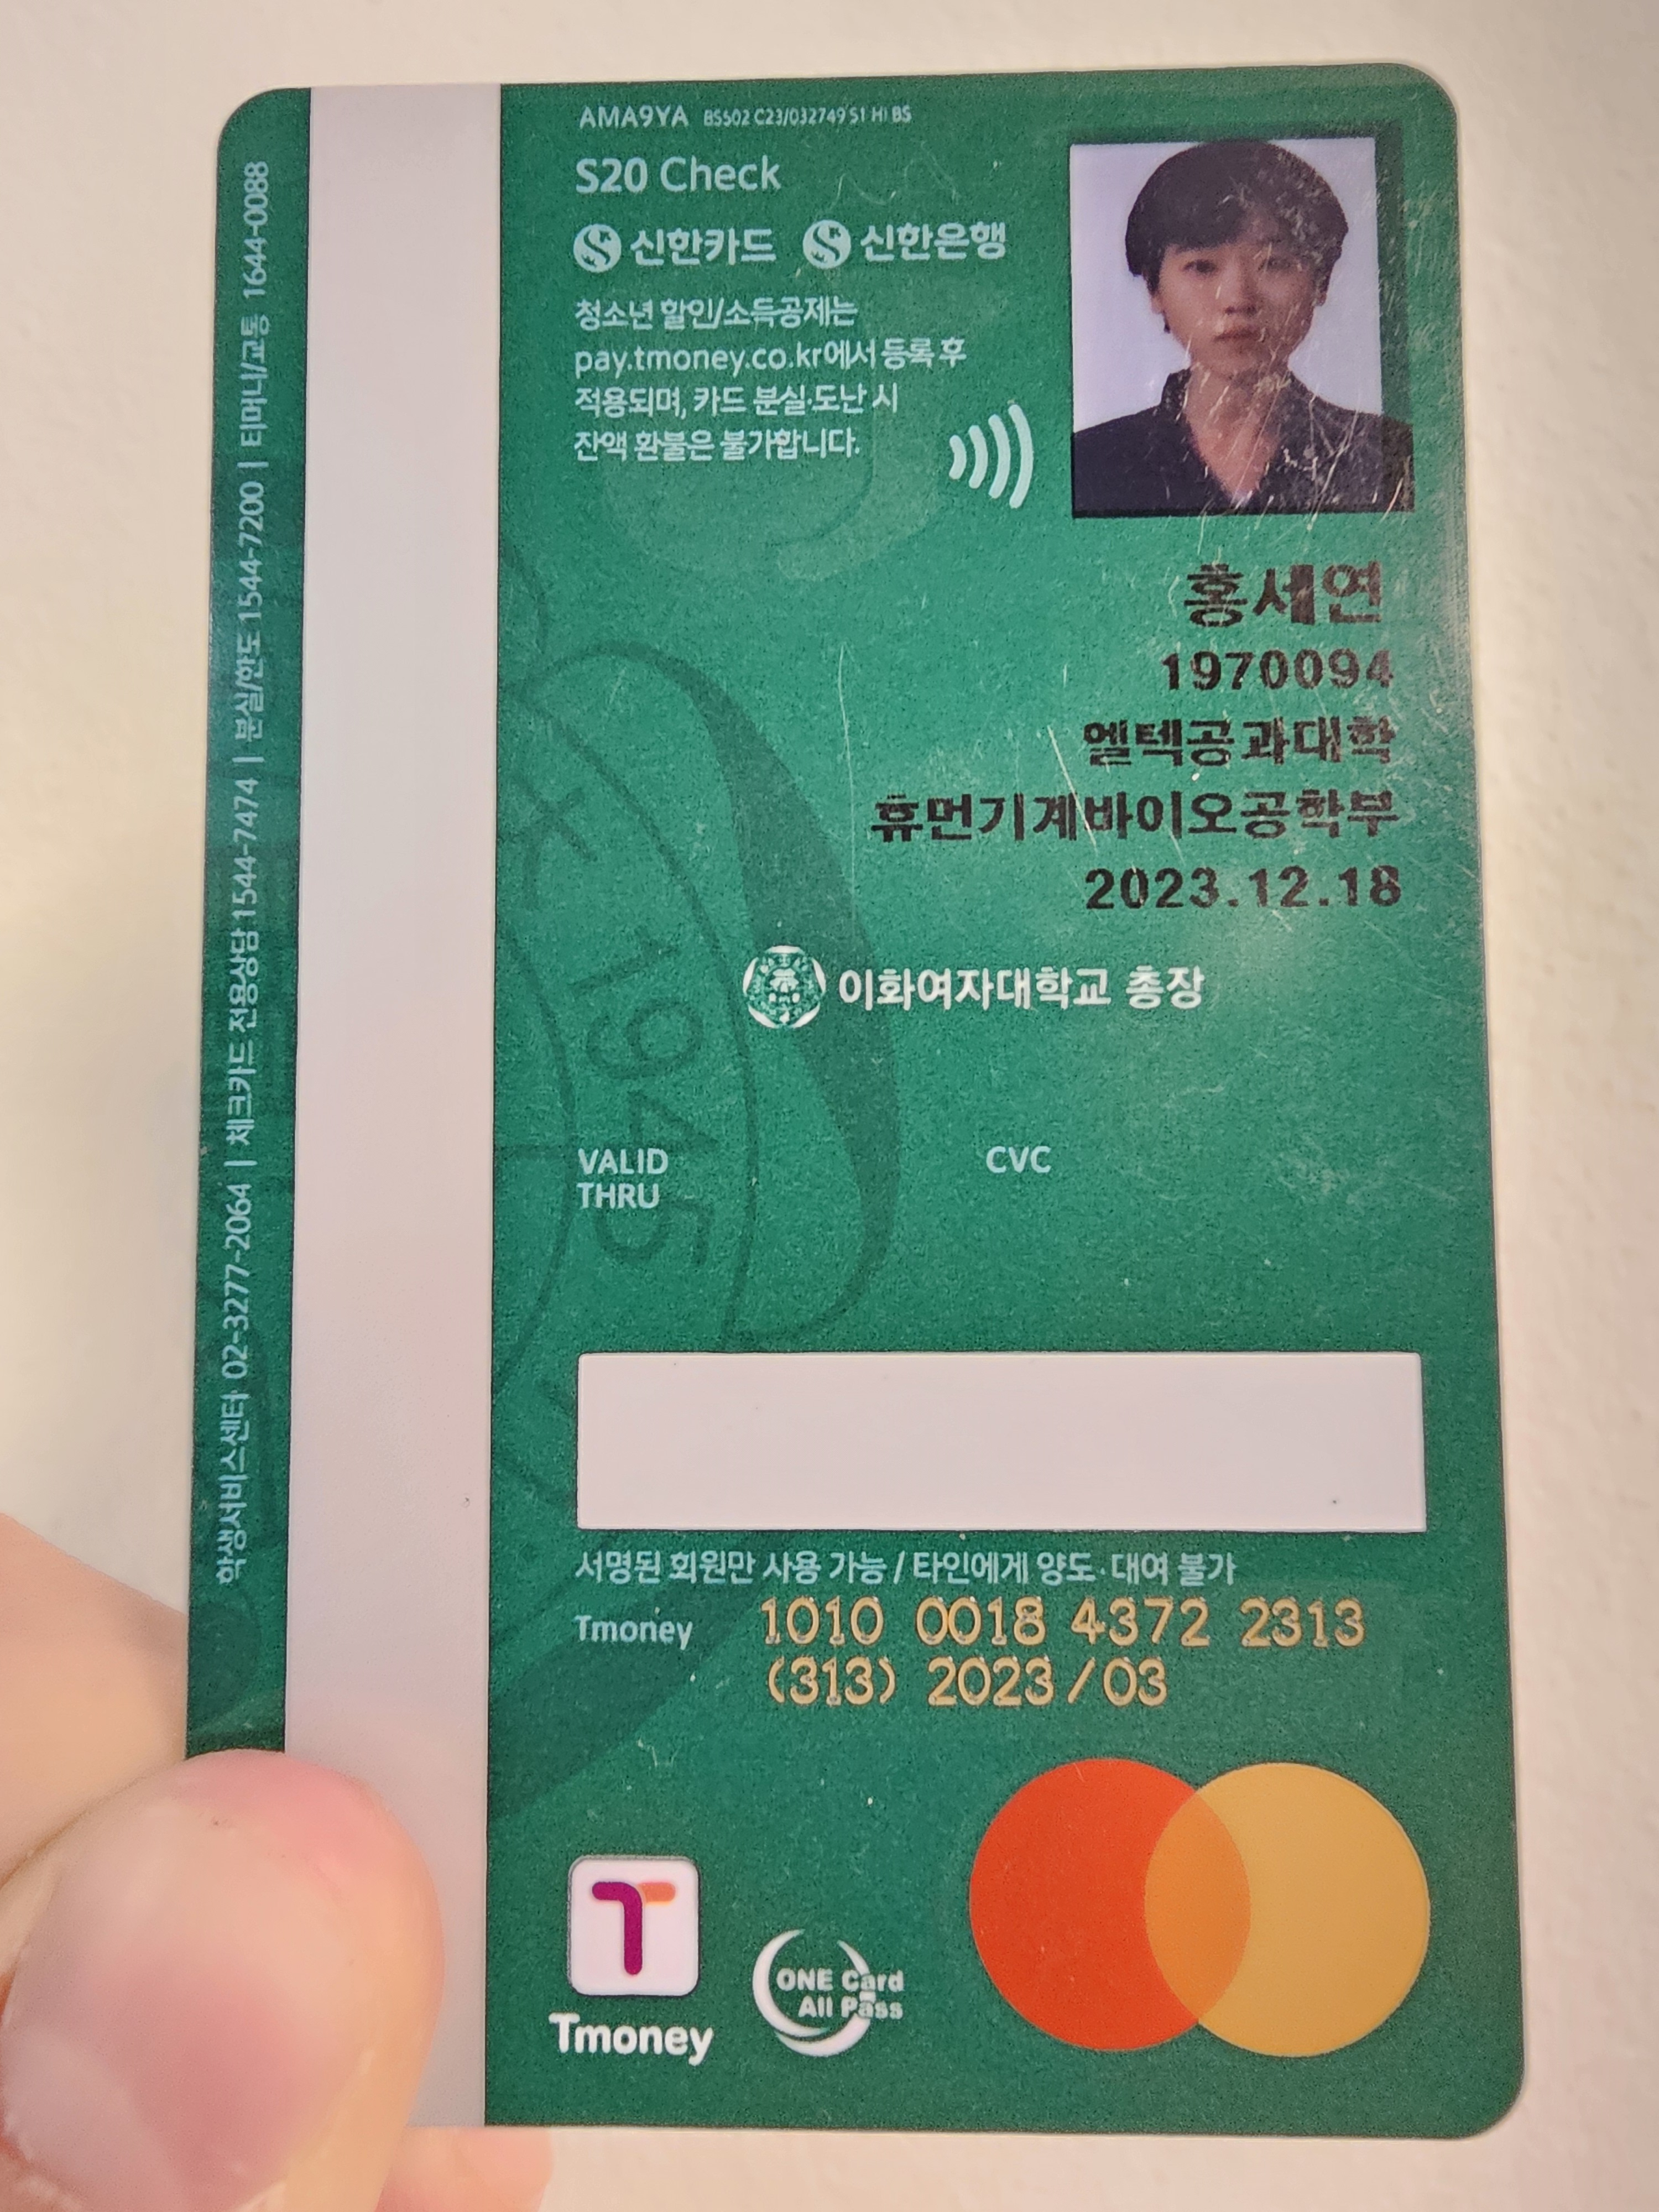 AMA9YA BS502 C23/032749 S1 HI BS
S20 Check
신한카드 신한은행
청소년 할인/소득공제는
pay.tmoney.co.kr에서 등록 후
적용되며, 카드 분실·도난 시
잔액 환불은 불가합니다.
홍세연
1970094
엘텍공과대학
휴먼기계바이오공학부
2023.12.18
이화여자대학교 총장
1945
VALID
THRU
CVC
서명된 회원만 사용 가능 / 타인에게 양도·대여 불가
Tmoney 1010 0018 4372 2313
(313) 2023/03
Tmoney
ONE Card
All Pass
학생서비스센터 02-3277-2064 | 체크카드 전용상담 1544-7474 | 분실/한도 1544-7200 | 티머니/교통 1644-0088